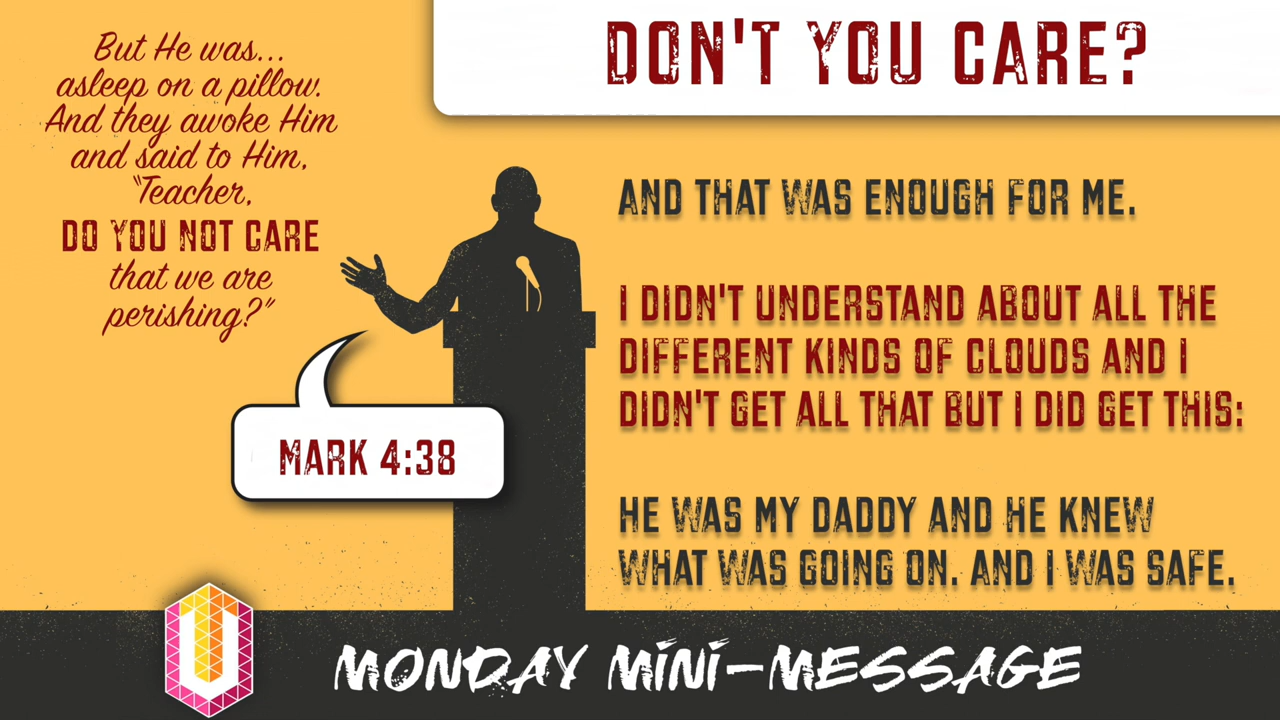 But He was...
asleep on a pillow.
And they awoke Him
and said to Him,
"Teacher,
DO YOU NOT CARE
that we are
perishing?"
MARK 4:38
DON'T YOU CARE?
AND THAT WAS ENOUGH FOR ME.
I DIDN'T UNDERSTAND ABOUT ALL THE
DIFFERENT KINDS OF CLOUDS AND I
DIDN'T GET ALL THAT BUT I DID GET THIS:
HE WAS MY DADDY AND HE KNEW
WHAT WAS GOING ON. AND I WAS SAFE.
U
MONDAY MINI-MESSAGE